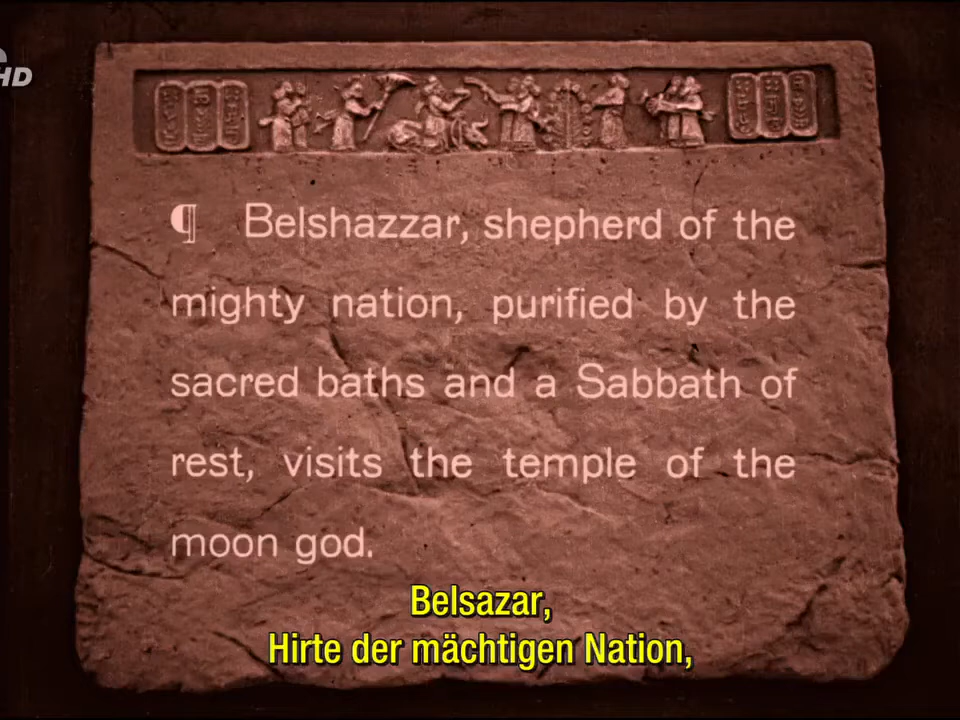 HD
¶ Belshazzar, shepherd of the
mighty nation, purified by the
sacred baths and a Sabbath of
rest, visits the temple of the
moon god.
Belsazar,
Hirte der mächtigen Nation,